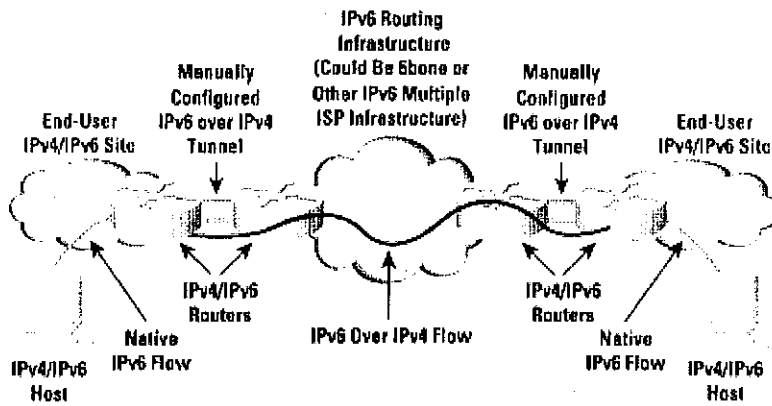 IPv6 Routing
Infrastructure
(Could Be 6bone or
Other IPv6 Multiple
ISP Infrastructure)
Manually
Configured
IPv6 over IPv4
Tunnel
Manually
Configured
IPv6 over IPv4
Tunnel
End-User
IPv4/IPv6 Site
End-User
IPv4/IPv6 Site
IPv4/IPv6
Routers
IPv4/IPv6
Routers
Native
IPv6 Flow
IPv6 Over IPv4 Flow
Native
IPv6 Flow
IPv4/IPv6
Host
IPv4/IPv6
Host